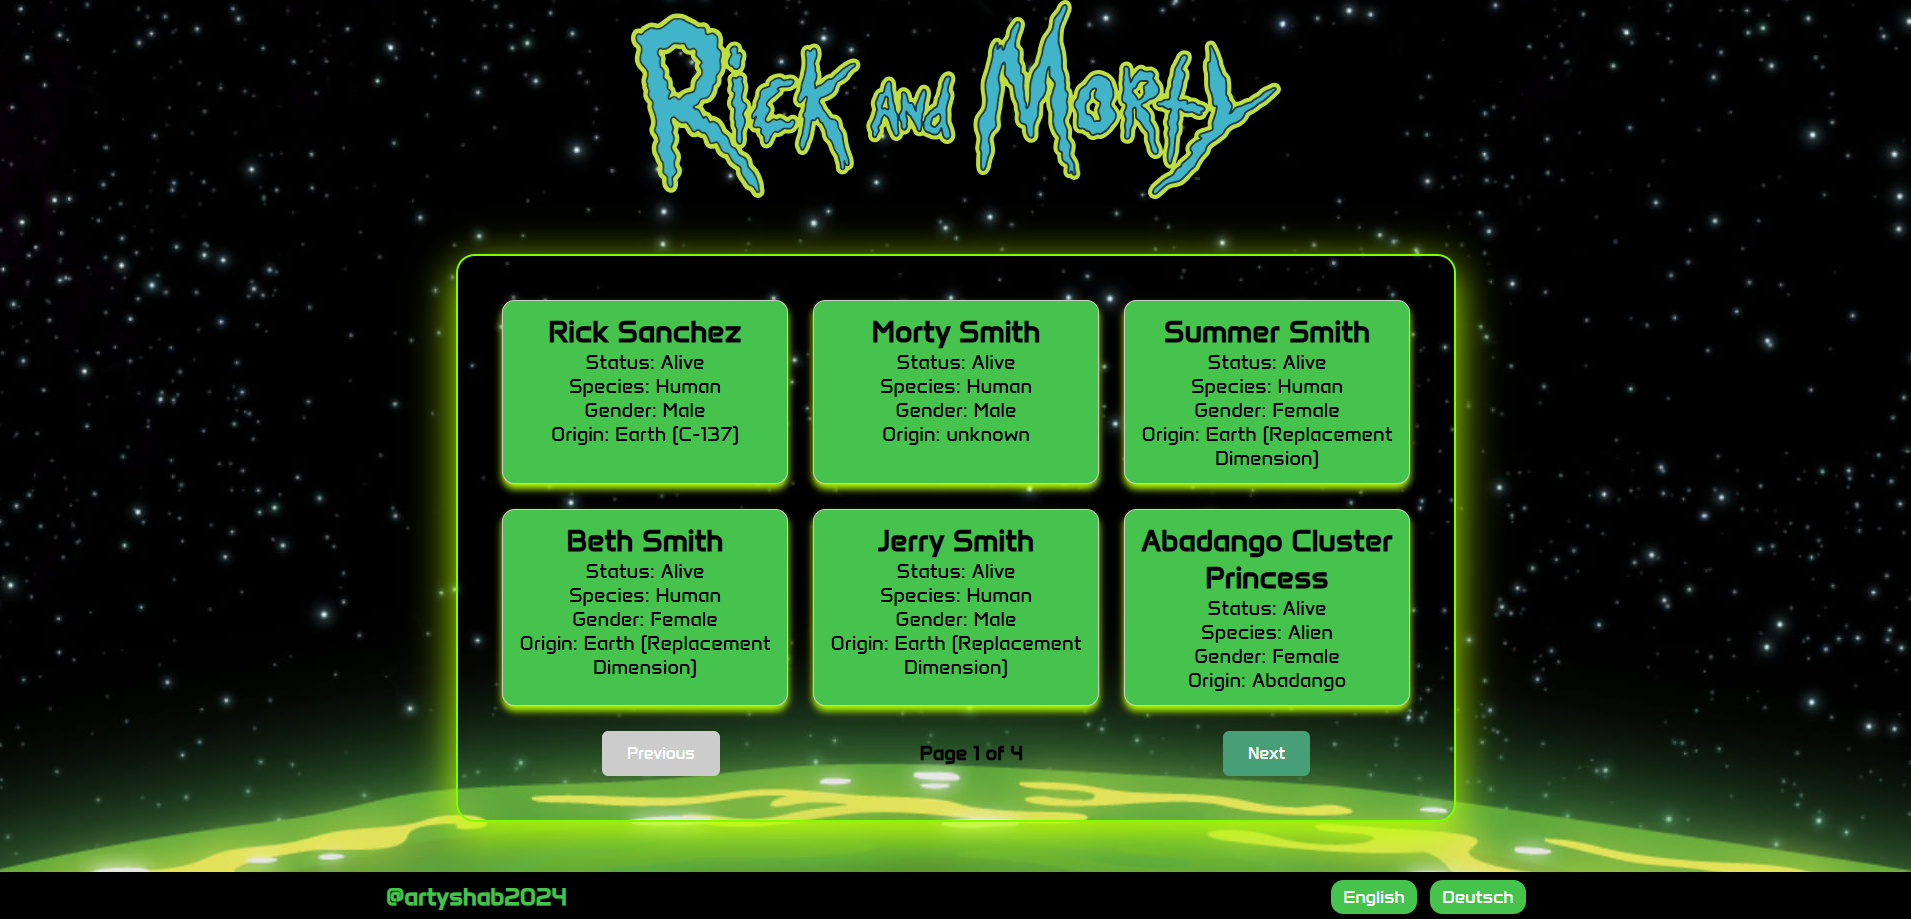 Rick and Morty
Rick Sanchez
Status: Alive
Species: Human
Gender: Male
Origin: Earth (C-137)
Morty Smith
Status: Alive
Species: Human
Gender: Male
Origin: unknown
Summer Smith
Status: Alive
Species: Human
Gender: Female
Origin: Earth (Replacement
Dimension)
Beth Smith
Status: Alive
Species: Human
Gender: Female
Origin: Earth (Replacement
Dimension)
Jerry Smith
Status: Alive
Species: Human
Gender: Male
Origin: Earth (Replacement
Dimension)
Abadango Cluster
Princess
Status: Alive
Species: Alien
Gender: Female
Origin: Abadango
Previous
Page 1 of 4
Next
@artyshab2024
English
Deutsch